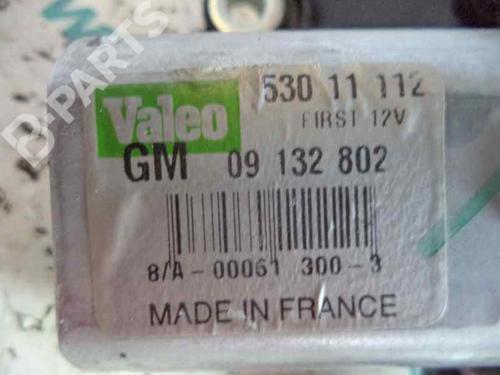 B-PARTS
Valeo
530 11 112
FIRST 12V
GM 09 132 802
8/A-00061 300-3
MADE IN FRANCE